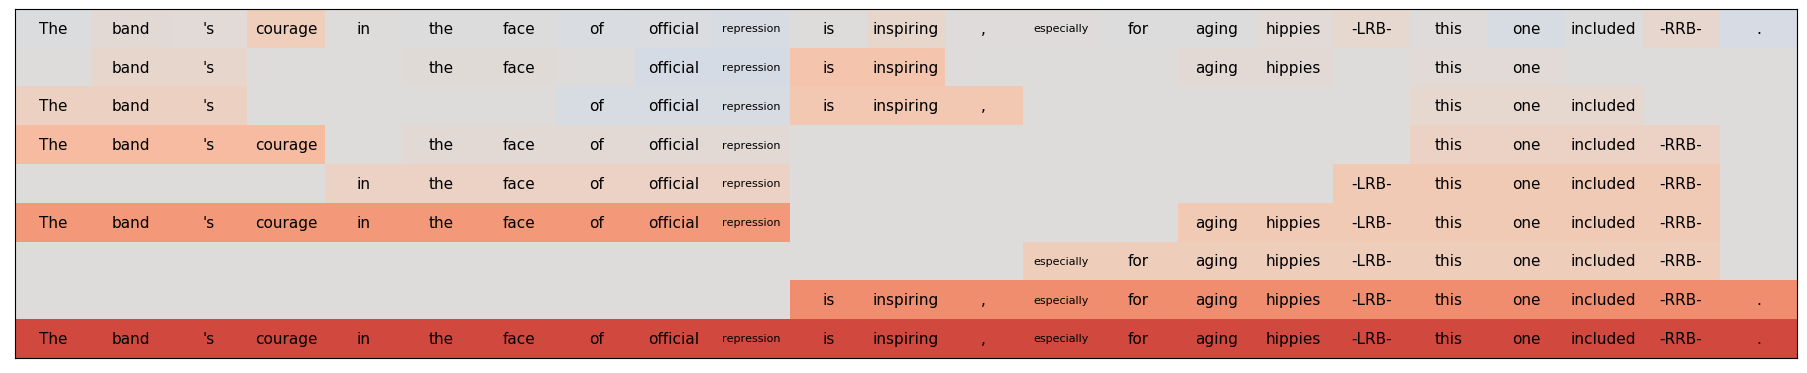 The band 's courage in the face of official repression is inspiring , especially for aging hippies -LRB- this one included -RRB- .
band 's the face official repression is inspiring aging hippies this one
The band 's of official repression is inspiring , this one included
The band 's courage the face of official repression this one included -RRB-
in the face of official repression -LRB- this one included -RRB-
The band 's courage in the face of official repression aging hippies -LRB- this one included -RRB-
especially for aging hippies -LRB- this one included -RRB-
is inspiring , especially for aging hippies -LRB- this one included -RRB- .
The band 's courage in the face of official repression is inspiring , especially for aging hippies -LRB- this one included -RRB- .